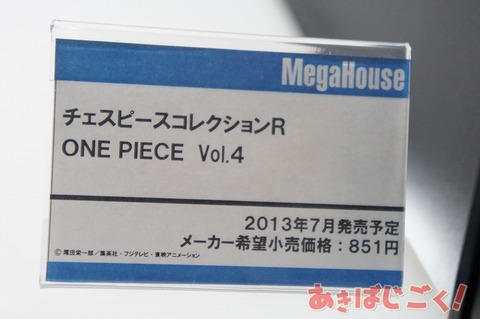 MegaHouse
チェスピースコレクションR
ONE PIECE Vol.4
2013年7月発売予定
メーカー希望小売価格：851円
©尾田栄一郎／集英社・フジテレビ・東映アニメーション
あきばじごく！